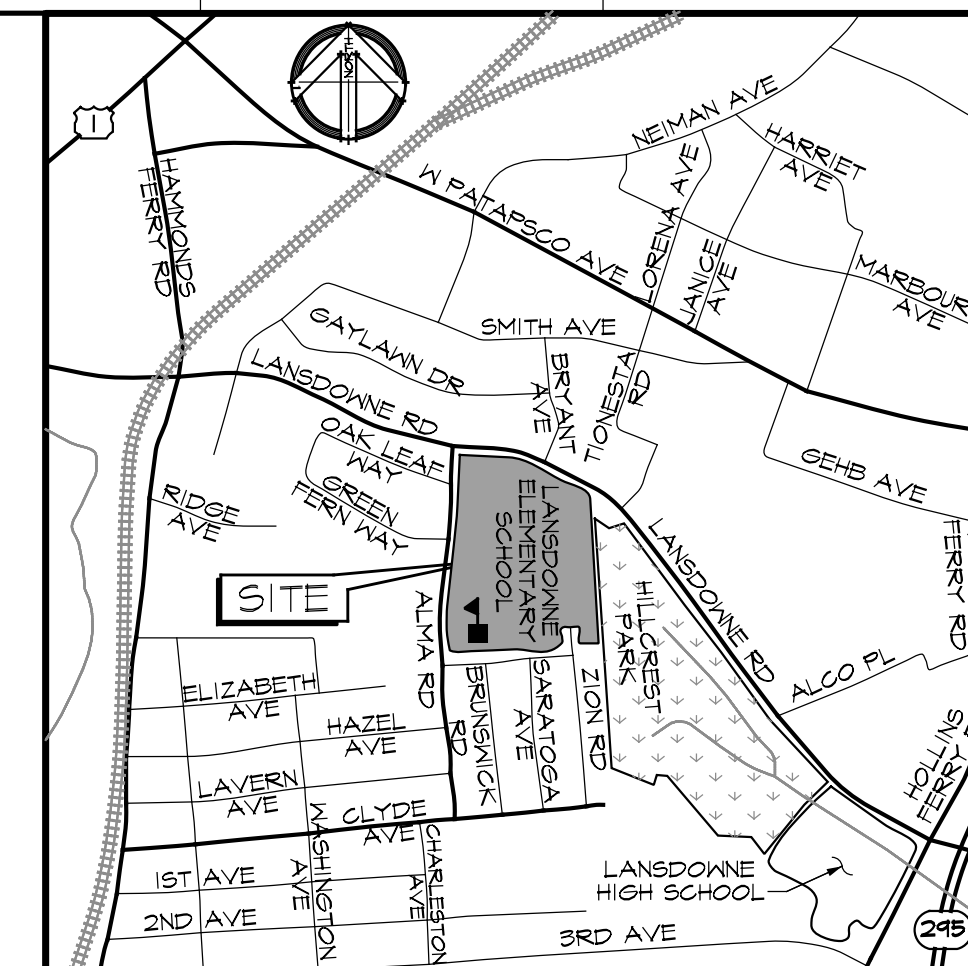 NORTH
1
NEIMAN AVE
HARRIET
AVE
W PATAPSCO AVE
LORENA AVE
JANICE
AVE
HAMMONDS
FERRY RD
MARBOUR
AVE
GAYLAWN DR
SMITH AVE
LANSDOWNE RD
BRYANT
AVE
TIONESTA
RD
OAK LEAF
WAY
GREEN
FERN WAY
GEHB AVE
RIDGE
AVE
LANSDOWNE
ELEMENTARY
SCHOOL
LANSDOWNE RD
FERRY RD
SITE
ALMA RD
HILLCREST
PARK
ALCO PL
ELIZABETH
AVE
BRUNSWICK
RD
SARATOGA
AVE
ZION RD
HAZEL
AVE
LAVERN
AVE
HOLLINS
FERRY
CLYDE
AVE
WASHINGTON
AVE
CHARLESTON
AVE
1ST AVE
2ND AVE
3RD AVE
LANSDOWNE
HIGH SCHOOL
295